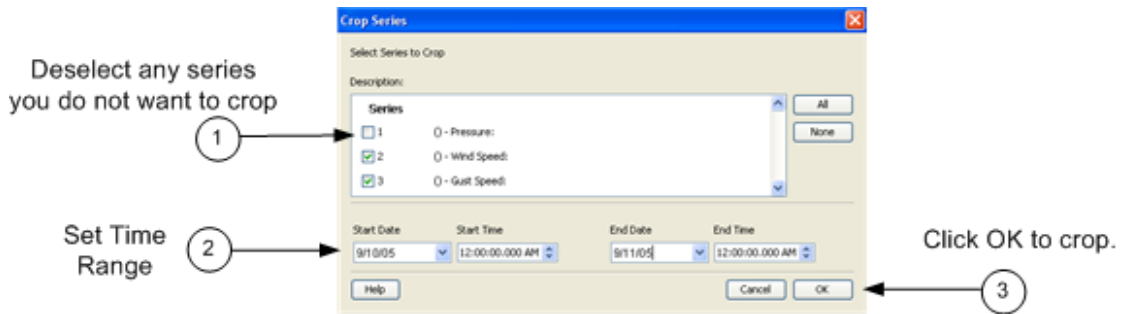 Crop Series
Select Series to Crop
Description:
Series
1 () - Pressure:
2 () - Wind Speed:
3 () - Gust Speed:
All
None
Deselect any series
you do not want to crop
1
Start Date Start Time End Date End Time
9/10/05 12:00:00.000 AM 9/11/05 12:00:00.000 AM
Set Time
Range
2
Help Cancel OK
Click OK to crop.
3